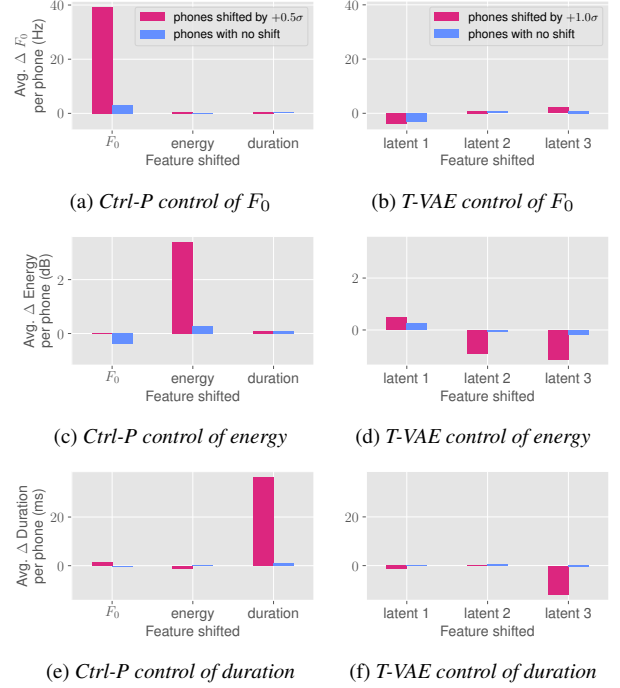 phones shifted by +0.5σ
phones with no shift
Avg. Δ F₀
per phone (Hz)
40
20
0
F₀ energy duration
Feature shifted
(a) Ctrl-P control of F₀
phones shifted by +1.0σ
phones with no shift
40
20
0
latent 1 latent 2 latent 3
Feature shifted
(b) T-VAE control of F₀
Avg. Δ Energy
per phone (dB)
2
0
F₀ energy duration
Feature shifted
(c) Ctrl-P control of energy
2
0
latent 1 latent 2 latent 3
Feature shifted
(d) T-VAE control of energy
Avg. Δ Duration
per phone (ms)
20
0
F₀ energy duration
Feature shifted
(e) Ctrl-P control of duration
20
0
latent 1 latent 2 latent 3
Feature shifted
(f) T-VAE control of duration